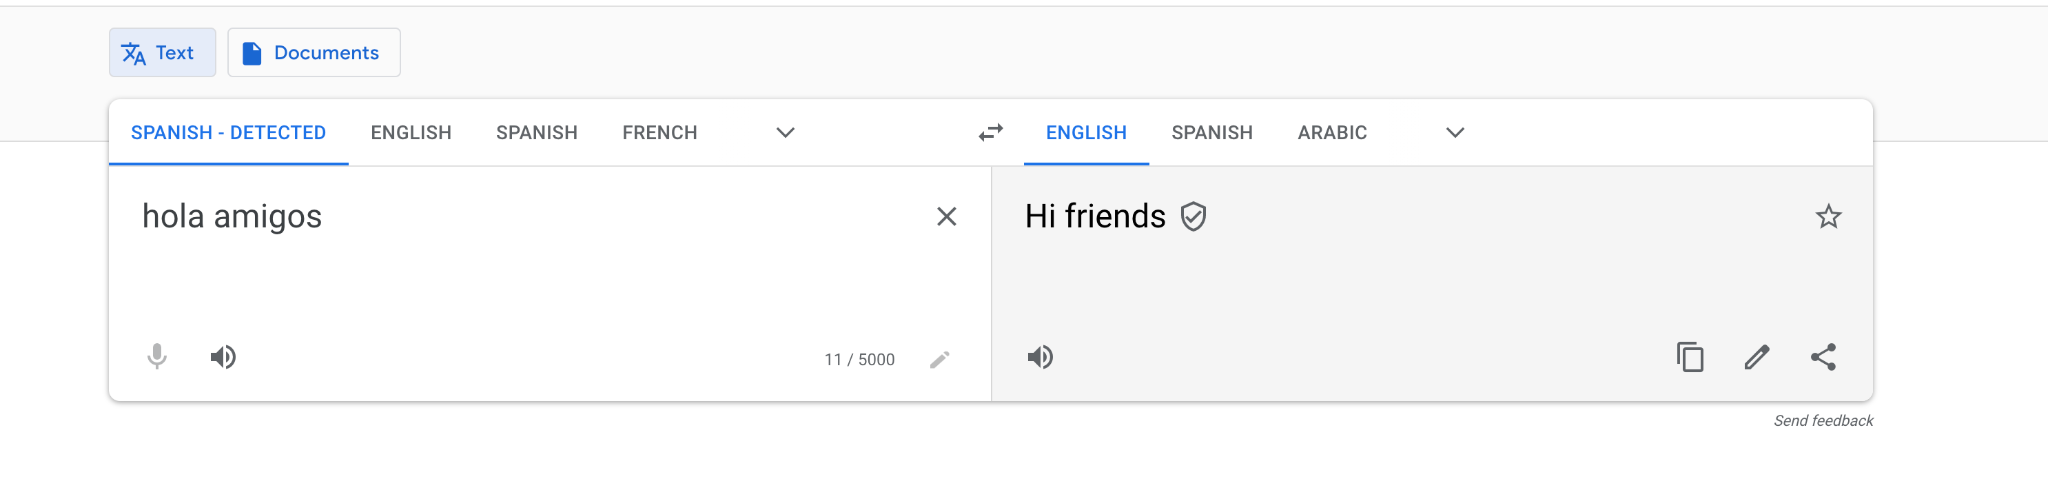 Text Documents
SPANISH - DETECTED ENGLISH SPANISH FRENCH ENGLISH SPANISH ARABIC
hola amigos
Hi friends
11 / 5000
Send feedback